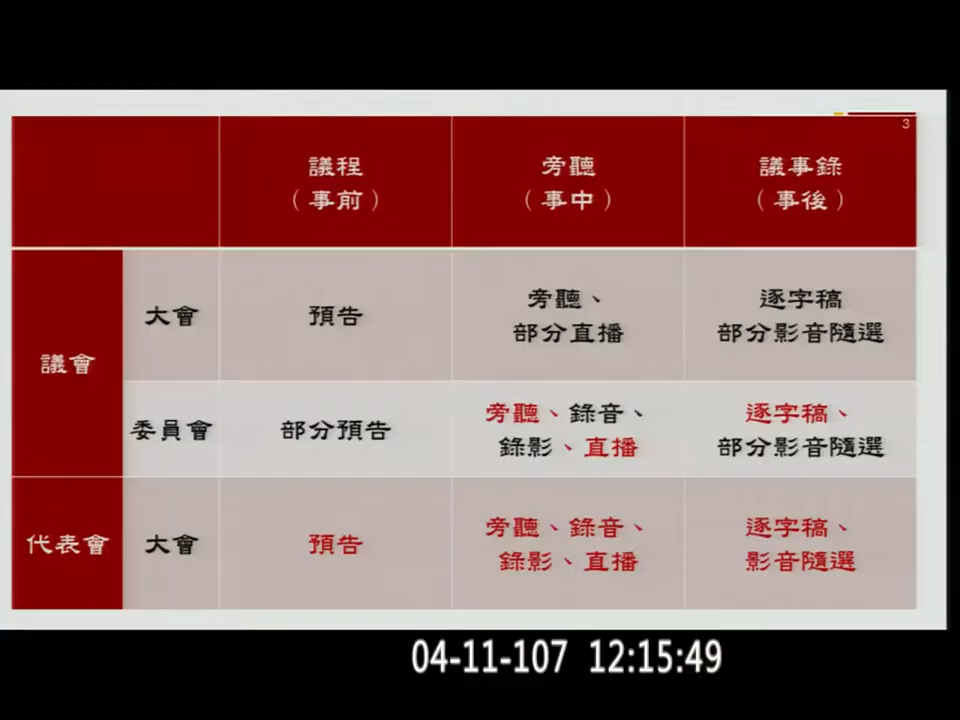 3
議程
（事前）
旁聽
（事中）
議事錄
（事後）
議會
大會
預告
旁聽、
部分直播
逐字稿
部分影音隨選
委員會
部分預告
旁聽、錄音、
錄影、直播
逐字稿、
部分影音隨選
代表會
大會
預告
旁聽、錄音、
錄影、直播
逐字稿、
影音隨選
04-11-107 12:15:49